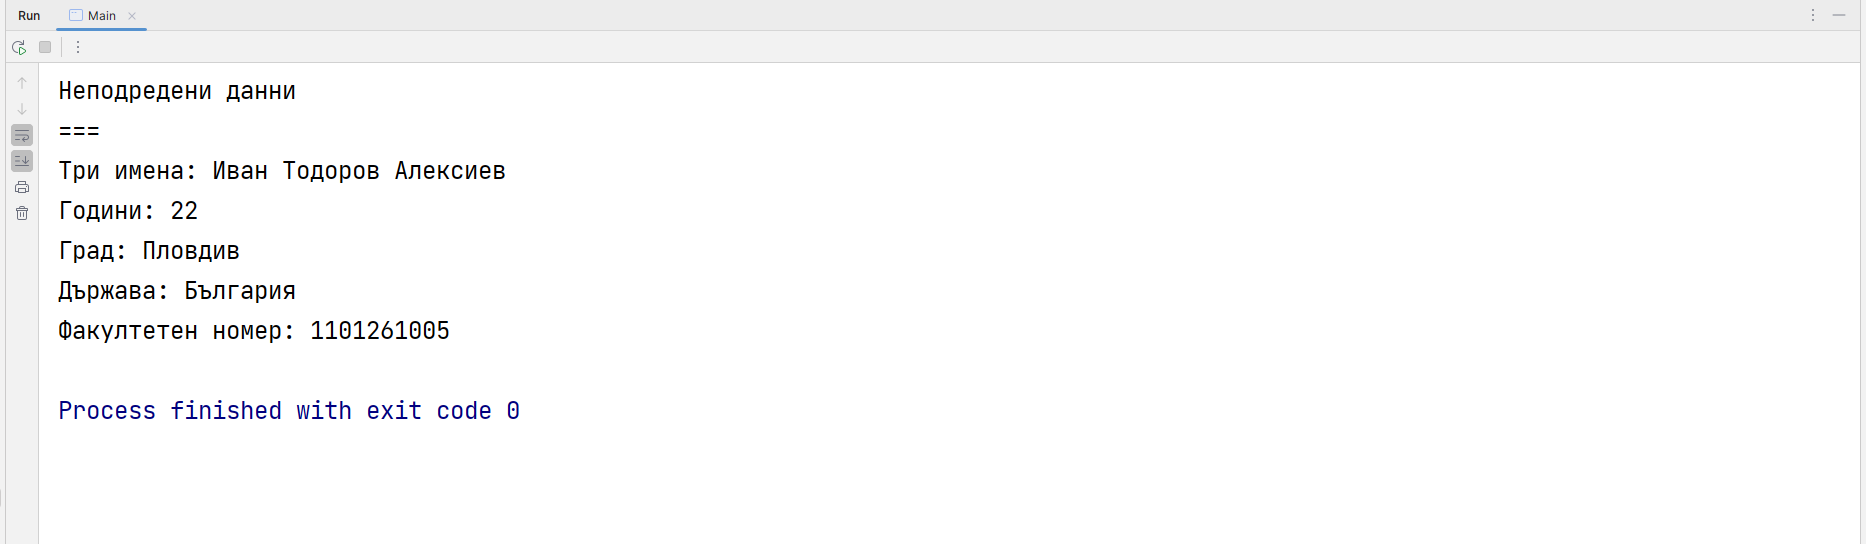 Run Main
Неподредени данни
===
Три имена: Иван Тодоров Алексиев
Години: 22
Град: Пловдив
Държава: България
Факултетен номер: 1101261005
Process finished with exit code 0